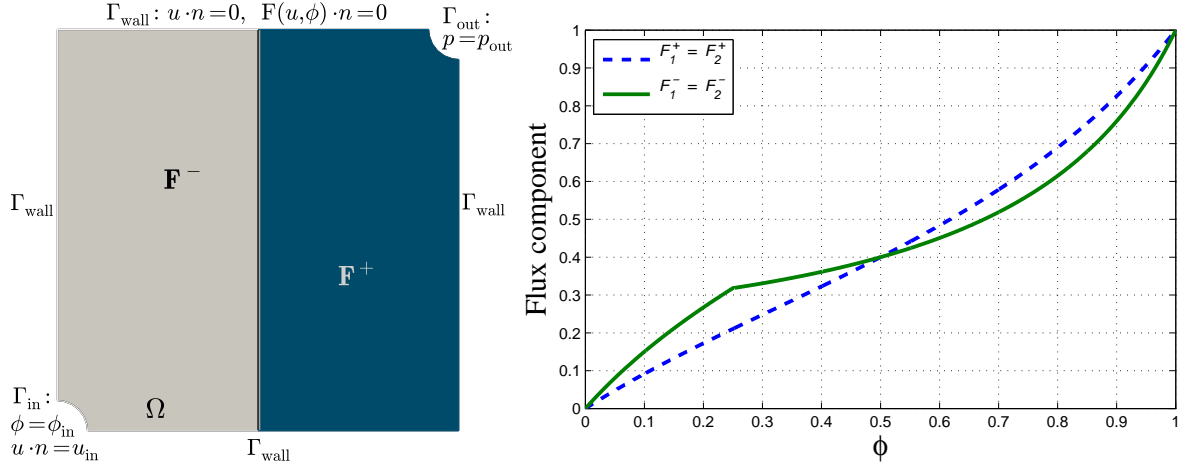 Γwall: u·n=0, F(u,ϕ)·n=0
Γout:
p=pout
F−
Γwall
Γwall
F+
Γin:
ϕ=ϕin
u·n=uin
Ω
Γwall
F1+ = F2+
F1− = F2−
Flux component
1
0.9
0.8
0.7
0.6
0.5
0.4
0.3
0.2
0.1
0
0 0.1 0.2 0.3 0.4 0.5 0.6 0.7 0.8 0.9 1
ϕ